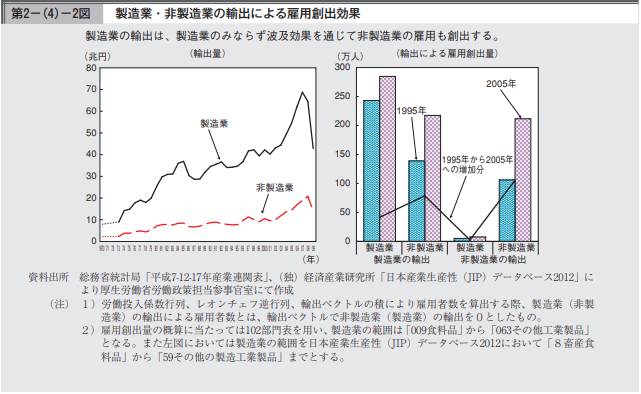 第2-(4)-2図 製造業・非製造業の輸出による雇用創出効果
製造業の輸出は、製造業のみならず波及効果を通じて非製造業の雇用も創出する。
(兆円) (輸出量)
80
70
60
50
40
30
20
10
0
製造業
非製造業
(年)
(万人) (輸出による雇用創出量)
300
250
200
150
100
50
0
2005年
1995年
1995年から2005年
への増加分
製造業 非製造業 製造業 非製造業
製造業の輸出 非製造業の輸出
資料出所 総務省統計局「平成7-12-17年産業連関表」、(独)経済産業研究所「日本産業生産性(JIP)データベース2012」に
より厚生労働省労働政策担当参事官室にて作成
(注) 1)労働投入係数行列、レオンチェフ逆行列、輸出ベクトルの積により雇用者数を算出する際、製造業(非製
造業)の輸出による雇用者数とは、輸出ベクトルで非製造業(製造業)の輸出を0としたもの。
2)雇用創出量の概算に当たっては102部門表を用い、製造業の範囲は「009食料品」から「063その他工業製品」
となる。また左図においては製造業の範囲を日本産業生産性(JIP)データベース2012において「8畜産食
料品」から「59その他の製造工業製品」までとする。